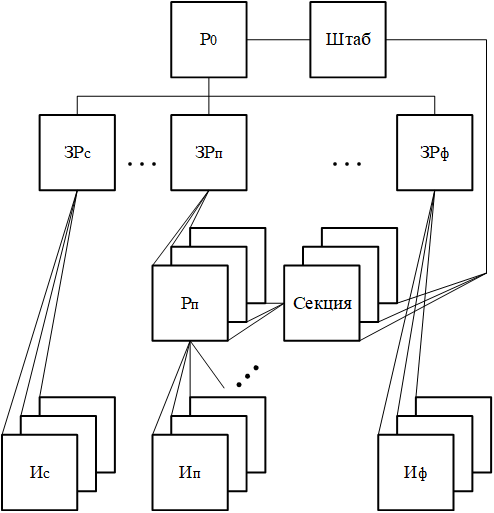 Р0
Штаб
ЗРс
...
ЗРп
...
ЗРф
Рп
Секция
...
Ис
Ип
Иф